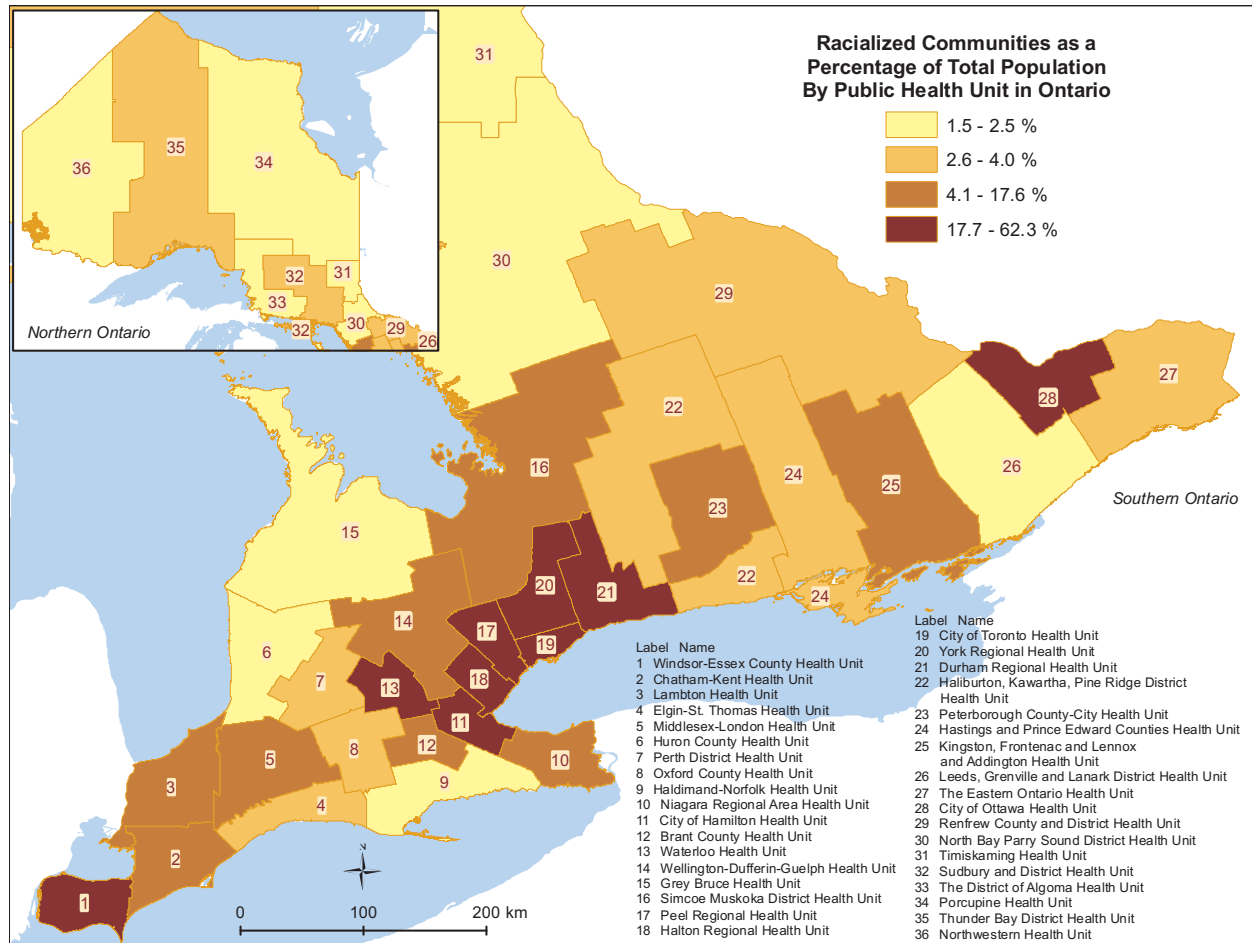 Racialized Communities as a
Percentage of Total Population
By Public Health Unit in Ontario
1.5 - 2.5 %
2.6 - 4.0 %
4.1 - 17.6 %
17.7 - 62.3 %
31
36
35
34
32
31
33
30
29
32
26
Northern Ontario
30
29
27
28
22
26
16
24
25
23
Southern Ontario
15
20
21
22
24
14
17
19
6
7
13
18
11
12
8
10
5
3
9
4
2
1
N
0 100 200 km
Label Name
1 Windsor-Essex County Health Unit
2 Chatham-Kent Health Unit
3 Lambton Health Unit
4 Elgin-St. Thomas Health Unit
5 Middlesex-London Health Unit
6 Huron County Health Unit
7 Perth District Health Unit
8 Oxford County Health Unit
9 Haldimand-Norfolk Health Unit
10 Niagara Regional Area Health Unit
11 City of Hamilton Health Unit
12 Brant County Health Unit
13 Waterloo Health Unit
14 Wellington-Dufferin-Guelph Health Unit
15 Grey Bruce Health Unit
16 Simcoe Muskoka District Health Unit
17 Peel Regional Health Unit
18 Halton Regional Health Unit
Label Name
19 City of Toronto Health Unit
20 York Regional Health Unit
21 Durham Regional Health Unit
22 Haliburton, Kawartha, Pine Ridge District
Health Unit
23 Peterborough County-City Health Unit
24 Hastings and Prince Edward Counties Health Unit
25 Kingston, Frontenac and Lennox
and Addington Health Unit
26 Leeds, Grenville and Lanark District Health Unit
27 The Eastern Ontario Health Unit
28 City of Ottawa Health Unit
29 Renfrew County and District Health Unit
30 North Bay Parry Sound District Health Unit
31 Timiskaming Health Unit
32 Sudbury and District Health Unit
33 The District of Algoma Health Unit
34 Porcupine Health Unit
35 Thunder Bay District Health Unit
36 Northwestern Health Unit